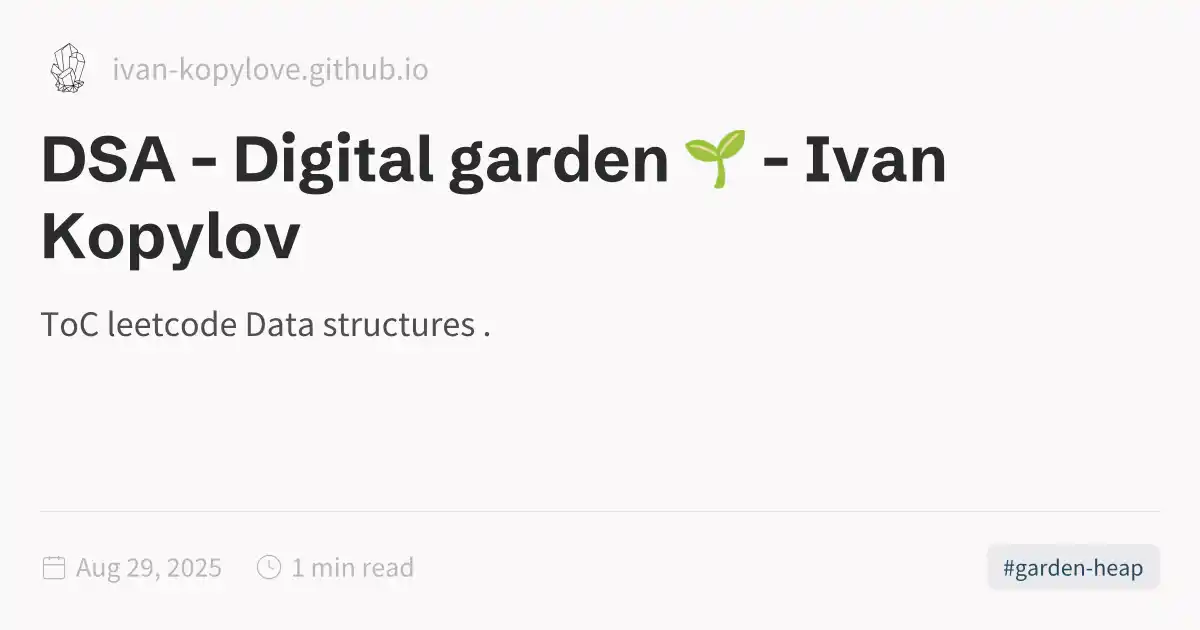 ivan-kopylove.github.io
DSA - Digital garden 🌱 - Ivan
Kopylov
ToC leetcode Data structures .
Aug 29, 2025
1 min read
#garden-heap